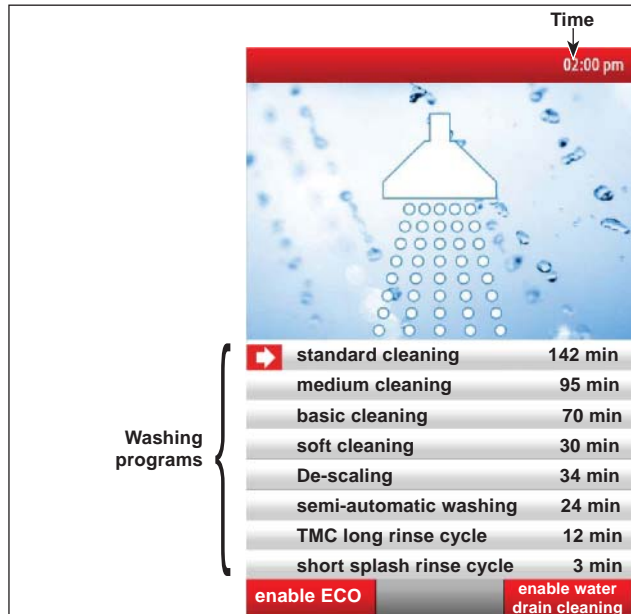 Time
02:00 pm
standard cleaning 142 min
medium cleaning 95 min
basic cleaning 70 min
soft cleaning 30 min
De-scaling 34 min
semi-automatic washing 24 min
TMC long rinse cycle 12 min
short splash rinse cycle 3 min
Washing
programs
enable ECO
enable water
drain cleaning